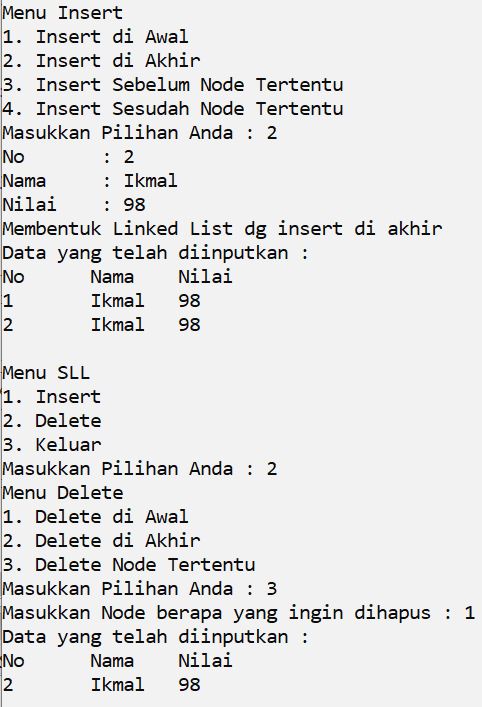 Menu Insert
1. Insert di Awal
2. Insert di Akhir
3. Insert Sebelum Node Tertentu
4. Insert Sesudah Node Tertentu
Masukkan Pilihan Anda : 2
No       : 2
Nama     : Ikmal
Nilai    : 98
Membentuk Linked List dg insert di akhir
Data yang telah diinputkan :
No      Nama    Nilai
1       Ikmal   98
2       Ikmal   98

Menu SLL
1. Insert
2. Delete
3. Keluar
Masukkan Pilihan Anda : 2
Menu Delete
1. Delete di Awal
2. Delete di Akhir
3. Delete Node Tertentu
Masukkan Pilihan Anda : 3
Masukkan Node berapa yang ingin dihapus : 1
Data yang telah diinputkan :
No      Nama    Nilai
2       Ikmal   98